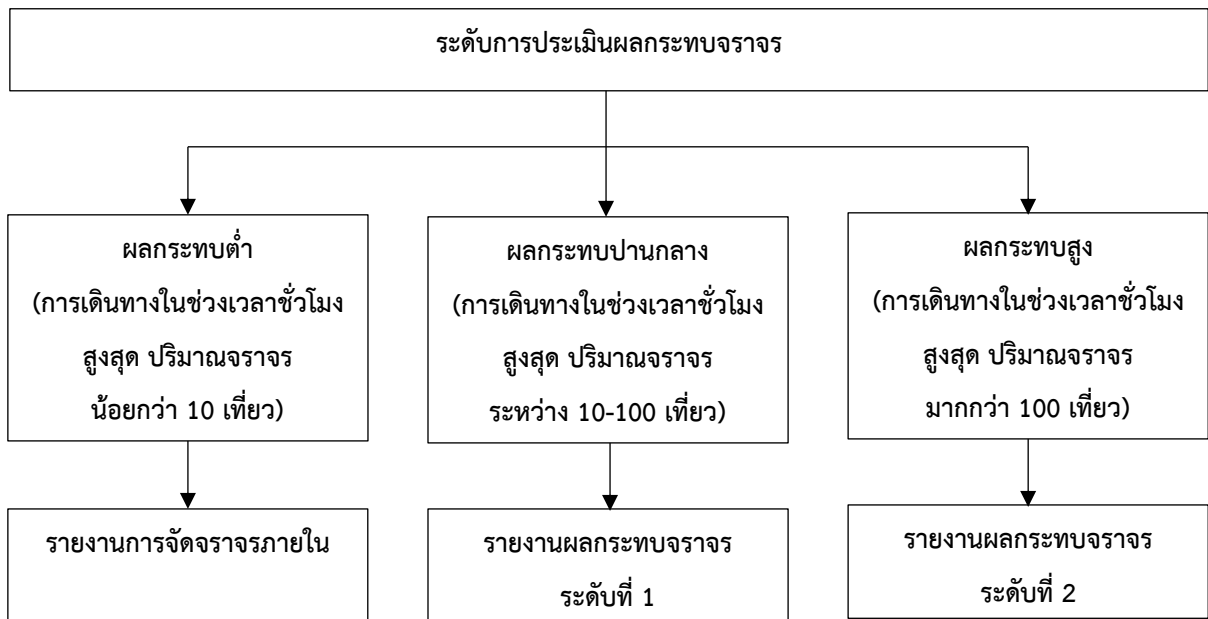 ระดับการประเมินผลกระทบจราจร
ผลกระทบต่ำ
(การเดินทางในช่วงเวลาชั่วโมง
สูงสุด ปริมาณจราจร
น้อยกว่า 10 เที่ยว)
ผลกระทบปานกลาง
(การเดินทางในช่วงเวลาชั่วโมง
สูงสุด ปริมาณจราจร
ระหว่าง 10-100 เที่ยว)
ผลกระทบสูง
(การเดินทางในช่วงเวลาชั่วโมง
สูงสุด ปริมาณจราจร
มากกว่า 100 เที่ยว)
รายงานการจัดจราจรภายใน
รายงานผลกระทบจราจร
ระดับที่ 1
รายงานผลกระทบจราจร
ระดับที่ 2